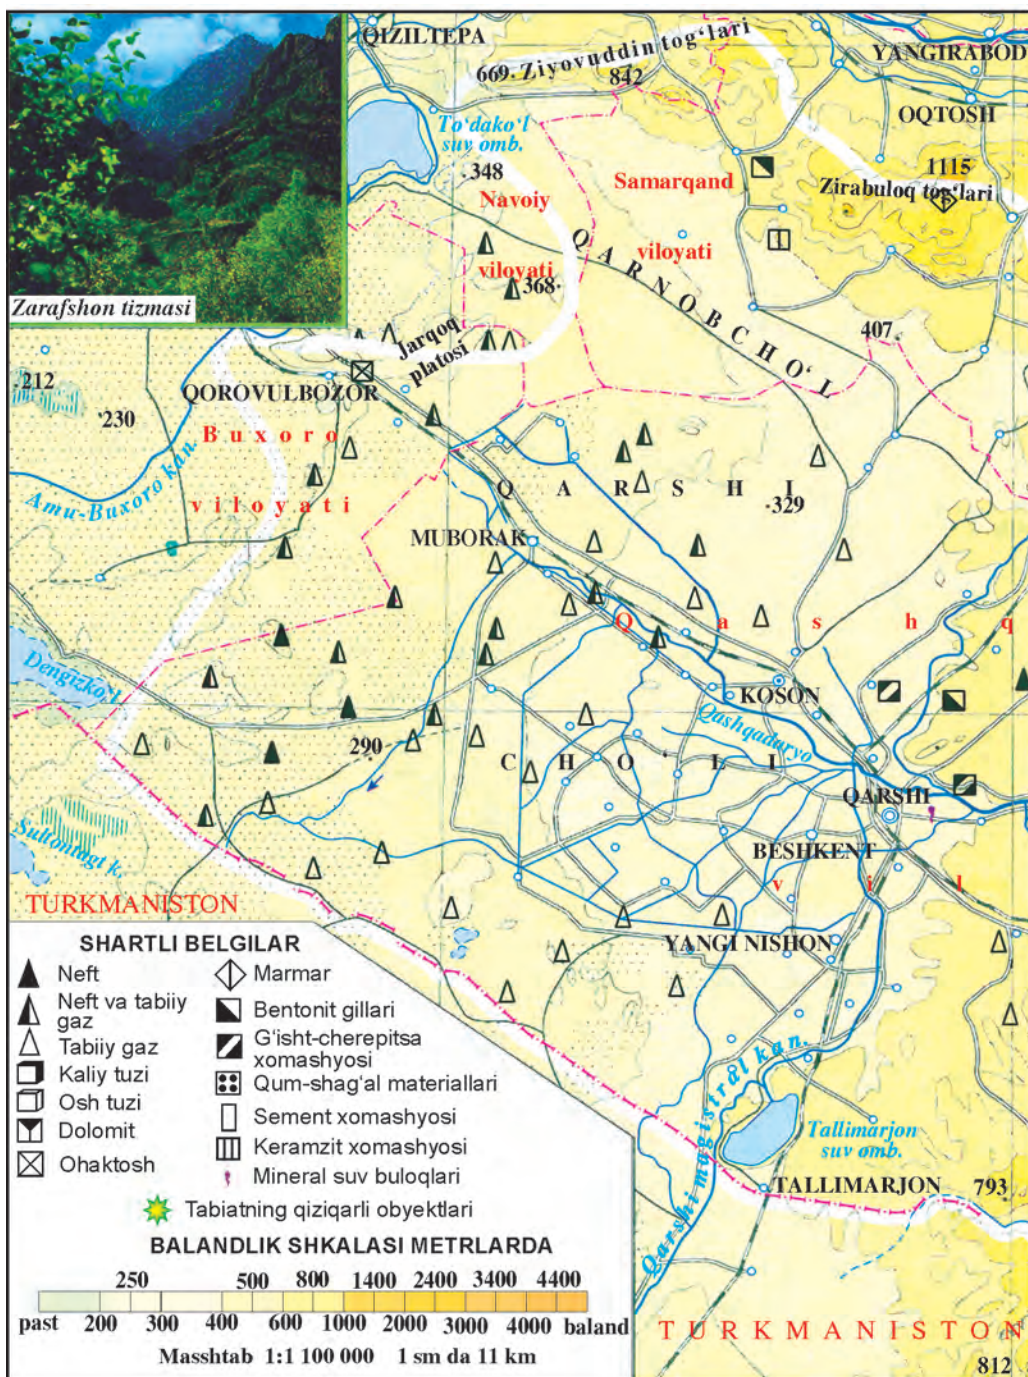 QIZILTEPA
669
Ziyovuddin tog‘lari
842
YANGIRABOD
OQTOSH
To‘dako‘l
suv omb.
348
Navoiy
viloyati
368
Samarqand
viloyati
1115
Zirabuloq tog‘lari
Zarafshon tizmasi
QARNOBCHO‘L
407
Jarqoq
platosi
212
230
QOROVULBOZOR
Buxoro
viloyati
Amu-Buxoro kan.
QARSHI
329
MUBORAK
Q a s h q
Dengizko‘l
KOSON
Qashqadaryo
290
CHO‘LI
QARSHI
BESHKENT
v i l
Sultontagt k.
TURKMANISTON
YANGI NISHON
Qarshi magistral kan.
Tallimarjon
suv omb.
TALLIMARJON
793
TURKMANISTON
812
SHARTLI BELGILAR
Neft
Neft va tabiiy
gaz
Tabiiy gaz
Kaliy tuzi
Osh tuzi
Dolomit
Ohaktosh
Marmar
Bentonit gillari
G‘isht-cherepitsa
xomashyosi
Qum-shag‘al materiallari
Sement xomashyosi
Keramzit xomashyosi
Mineral suv buloqlari
Tabiatning qiziqarli obyektlari
BALANDLIK SHKALASI METRLARDA
250 500 800 1400 2400 3400 4400
past 200 300 400 600 1000 2000 3000 4000 baland
Masshtab 1:1 100 000 1 sm da 11 km